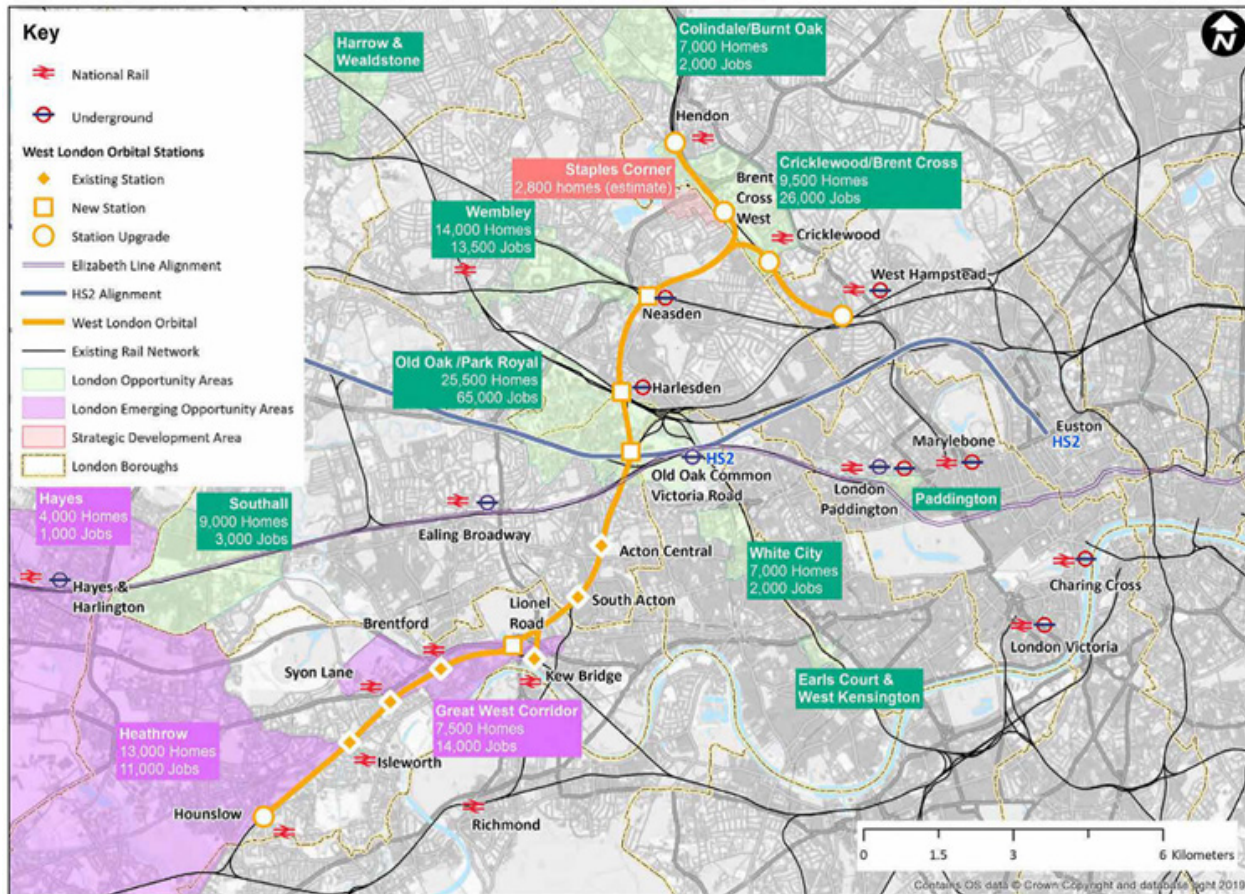 Key
National Rail
Underground
West London Orbital Stations
Existing Station
New Station
Station Upgrade
Elizabeth Line Alignment
HS2 Alignment
West London Orbital
Existing Rail Network
London Opportunity Areas
London Emerging Opportunity Areas
Strategic Development Area
London Boroughs
N
Harrow &
Wealdstone
Colindale/Burnt Oak
7,000 Homes
2,000 Jobs
Hendon
Staples Corner
2,800 homes (estimate)
Brent
Cross
West
Cricklewood/Brent Cross
9,500 Homes
26,000 Jobs
Wembley
14,000 Homes
13,500 Jobs
Cricklewood
West Hampstead
Neasden
Old Oak /Park Royal
25,500 Homes
65,000 Jobs
Harlesden
Euston
HS2
Marylebone
HS2
Old Oak Common
Victoria Road
London
Paddington
Paddington
Hayes
4,000 Homes
1,000 Jobs
Southall
9,000 Homes
3,000 Jobs
Ealing Broadway
Acton Central
White City
7,000 Homes
2,000 Jobs
Hayes &
Harlington
South Acton
Charing Cross
Lionel
Road
Brentford
London Victoria
Syon Lane
Kew Bridge
Earls Court &
West Kensington
Great West Corridor
7,500 Homes
14,000 Jobs
Heathrow
13,000 Homes
11,000 Jobs
Isleworth
Hounslow
Richmond
0 1.5 3 6 Kilometers
Contains OS data © Crown Copyright and database right 2019